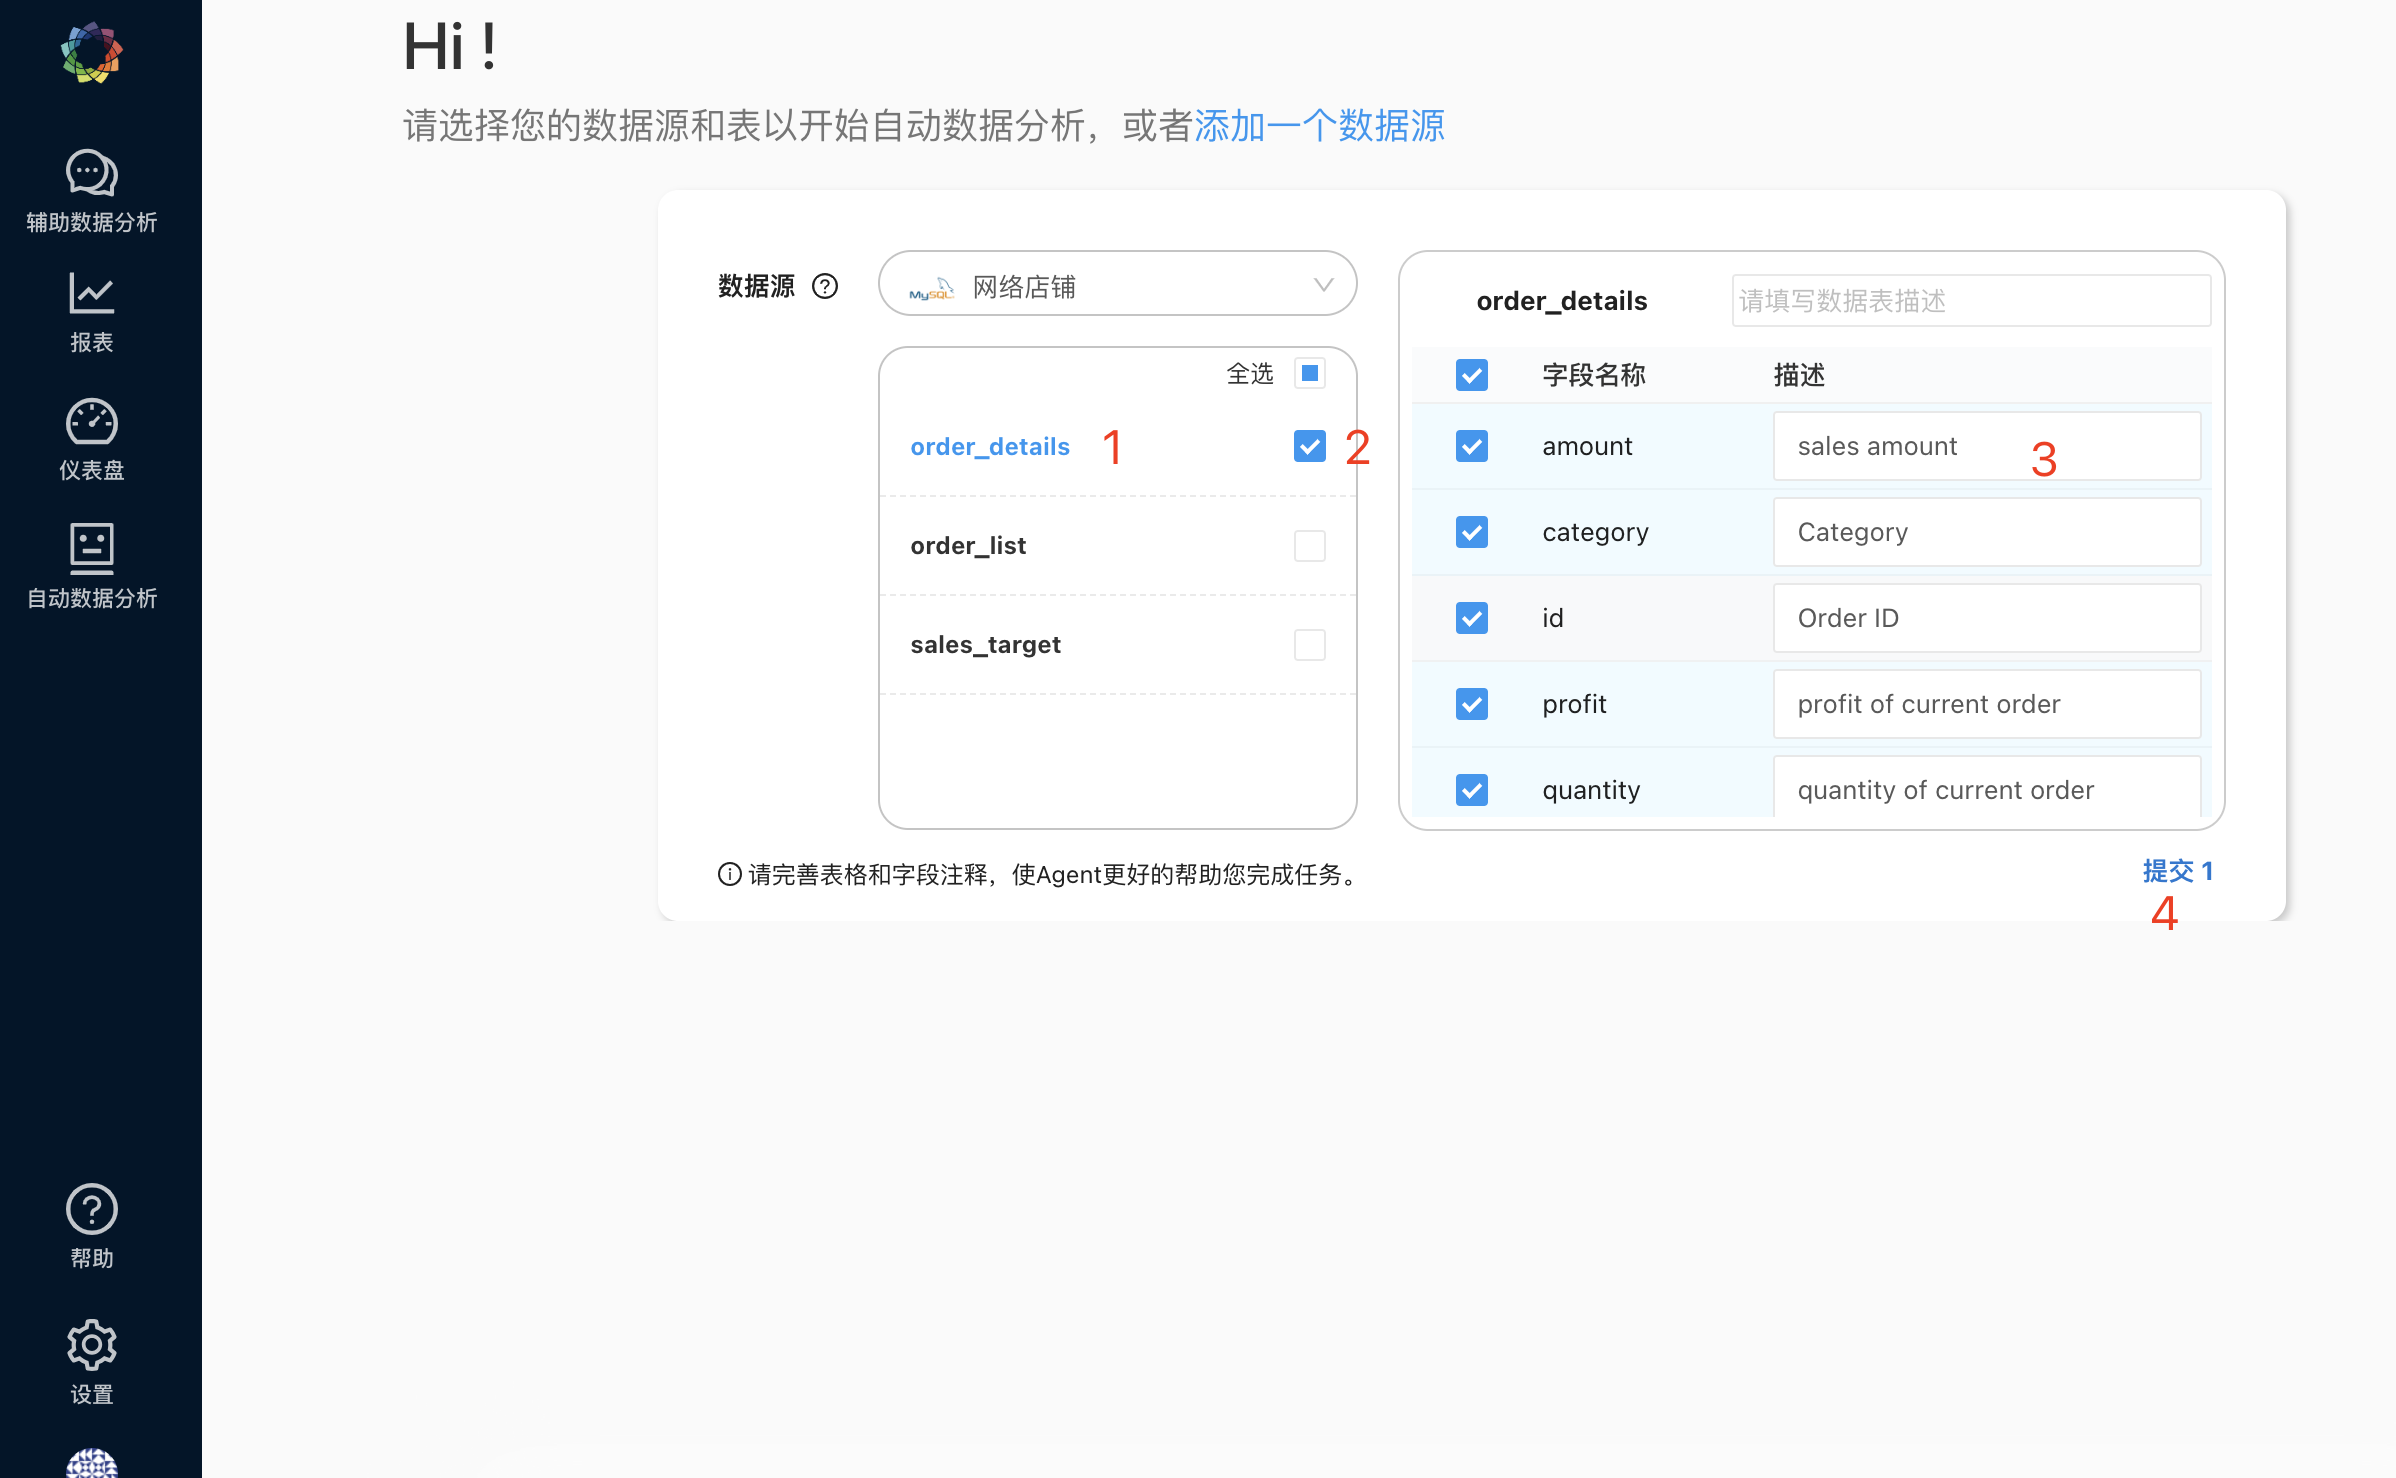 Hi !
请选择您的数据源和表以开始自动数据分析，或者添加一个数据源
辅助数据分析
报表
仪表盘
自动数据分析
帮助
设置
数据源 ?
MySQL 网络店铺
全选
order_details 1 2
order_list
sales_target
order_details 请填写数据表描述
字段名称 描述
amount sales amount 3
category Category
id Order ID
profit profit of current order
quantity quantity of current order
请完善表格和字段注释，使Agent更好的帮助您完成任务。
提交 1
4